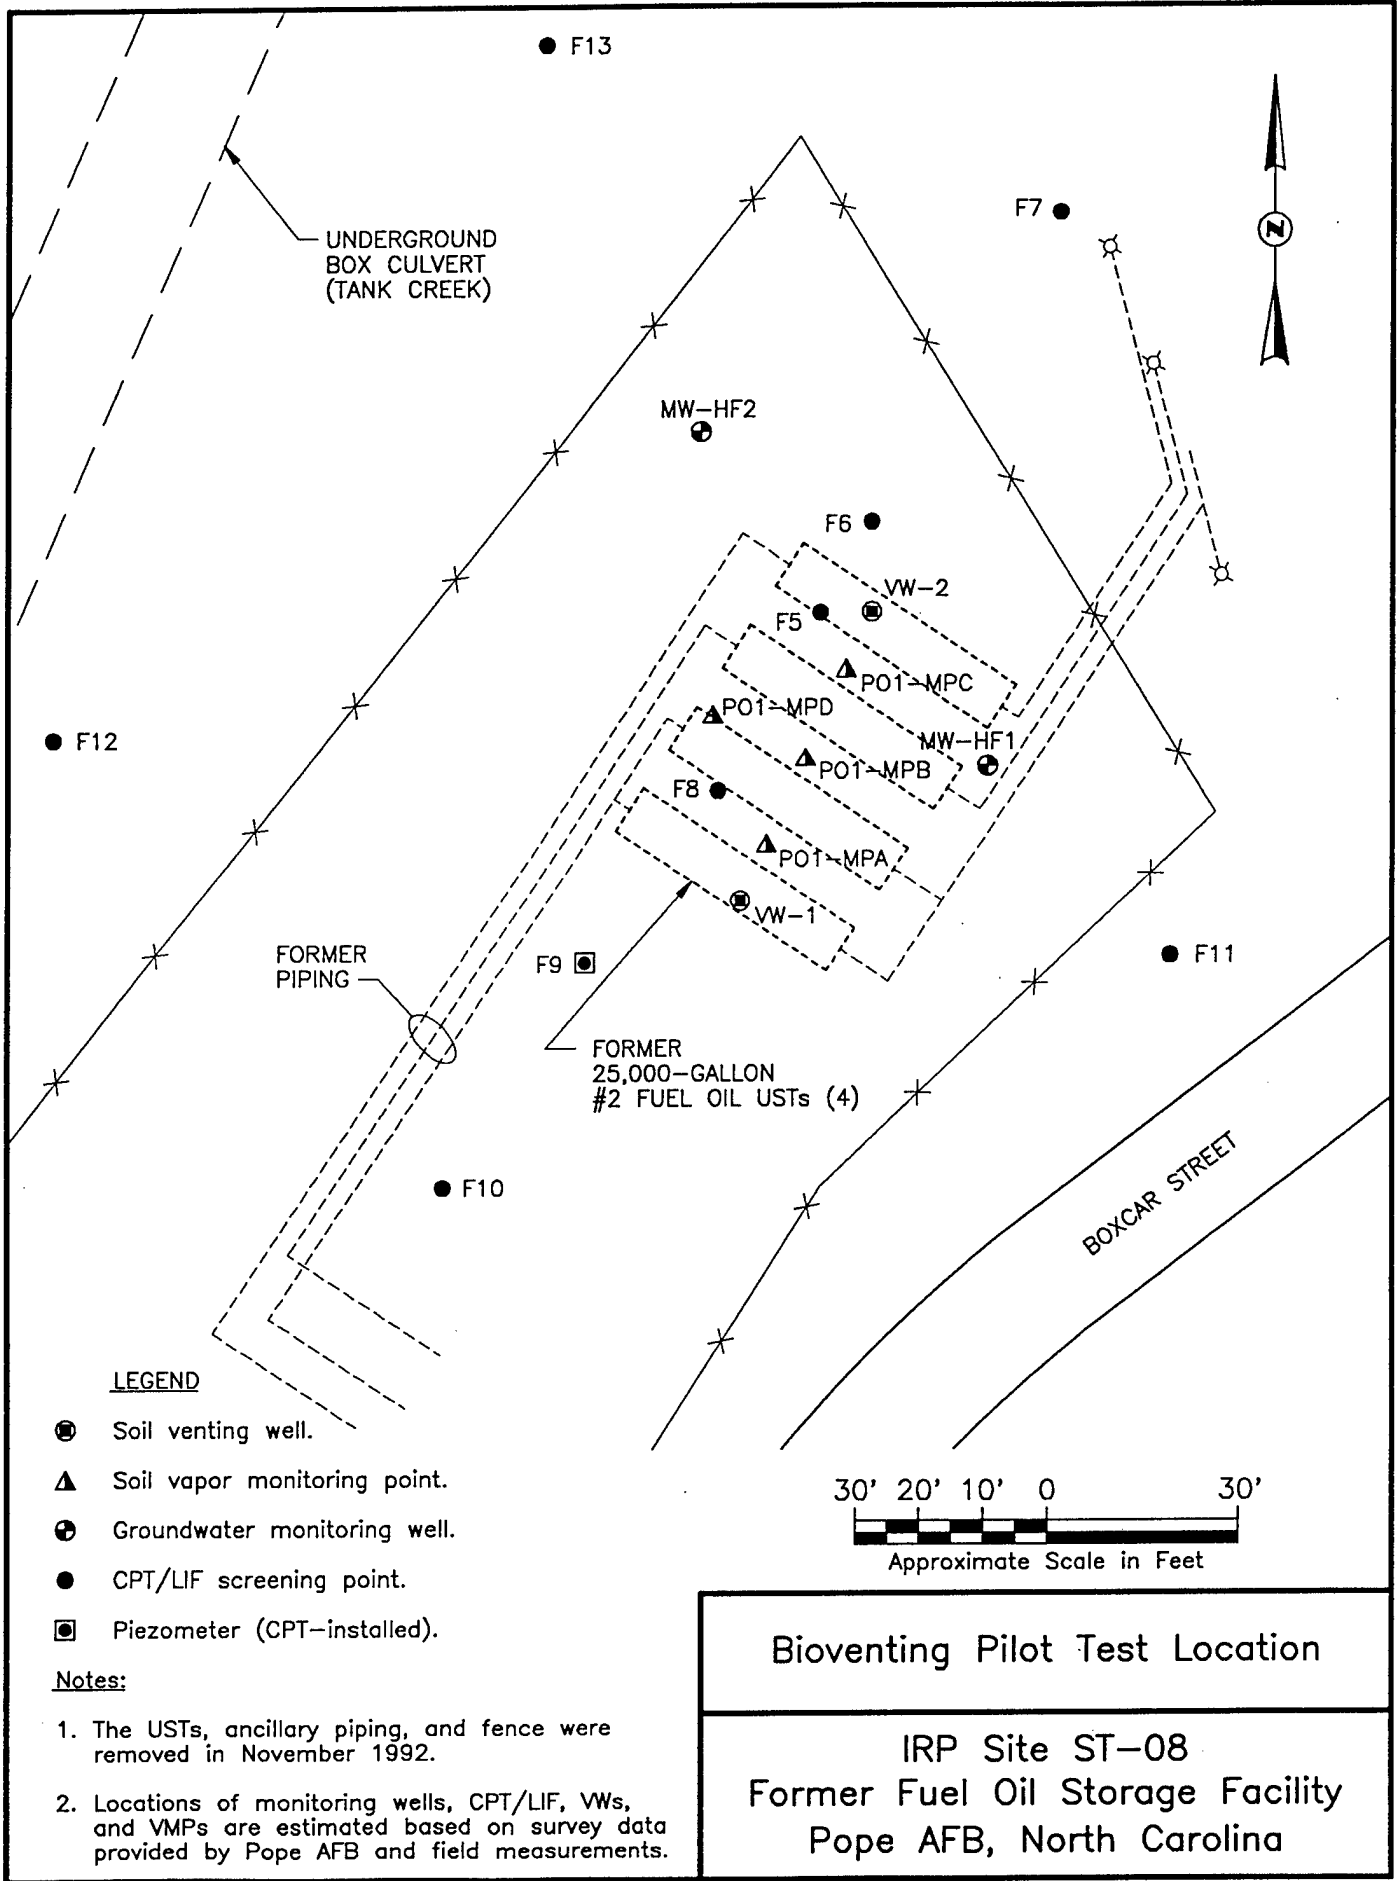 F13
F7
N
UNDERGROUND
BOX CULVERT
(TANK CREEK)
MW-HF2
F6
VW-2
F5
PO1-MPC
PO1-MPD
F12
MW-HF1
PO1-MPB
F8
PO1-MPA
VW-1
FORMER
PIPING
F9
F11
FORMER
25,000-GALLON
#2 FUEL OIL USTs (4)
BOXCAR STREET
F10
LEGEND
Soil venting well.
Soil vapor monitoring point.
Groundwater monitoring well.
CPT/LIF screening point.
Piezometer (CPT-installed).
30' 20' 10' 0 30'
Approximate Scale in Feet
Notes:
1. The USTs, ancillary piping, and fence were
removed in November 1992.
2. Locations of monitoring wells, CPT/LIF, VWs,
and VMPs are estimated based on survey data
provided by Pope AFB and field measurements.
Bioventing Pilot Test Location
IRP Site ST-08
Former Fuel Oil Storage Facility
Pope AFB, North Carolina